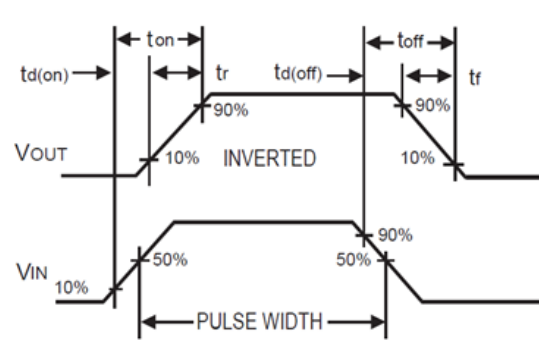 ton toff
td(on) tr td(off) tf
90% 90%
VOUT 10% INVERTED 10%
90%
50% 50%
VIN 10%
PULSE WIDTH